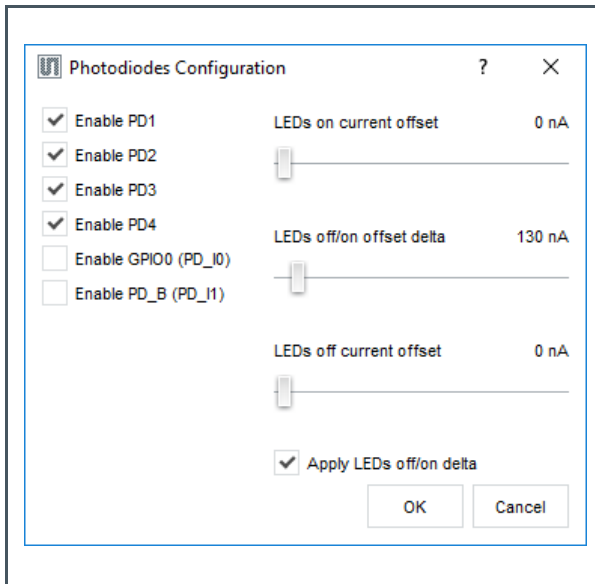 Photodiodes Configuration
?
Enable PD1
Enable PD2
Enable PD3
Enable PD4
Enable GPIO0 (PD_I0)
Enable PD_B (PD_I1)
LEDs on current offset 0 nA
LEDs off/on offset delta 130 nA
LEDs off current offset 0 nA
Apply LEDs off/on delta
OK Cancel